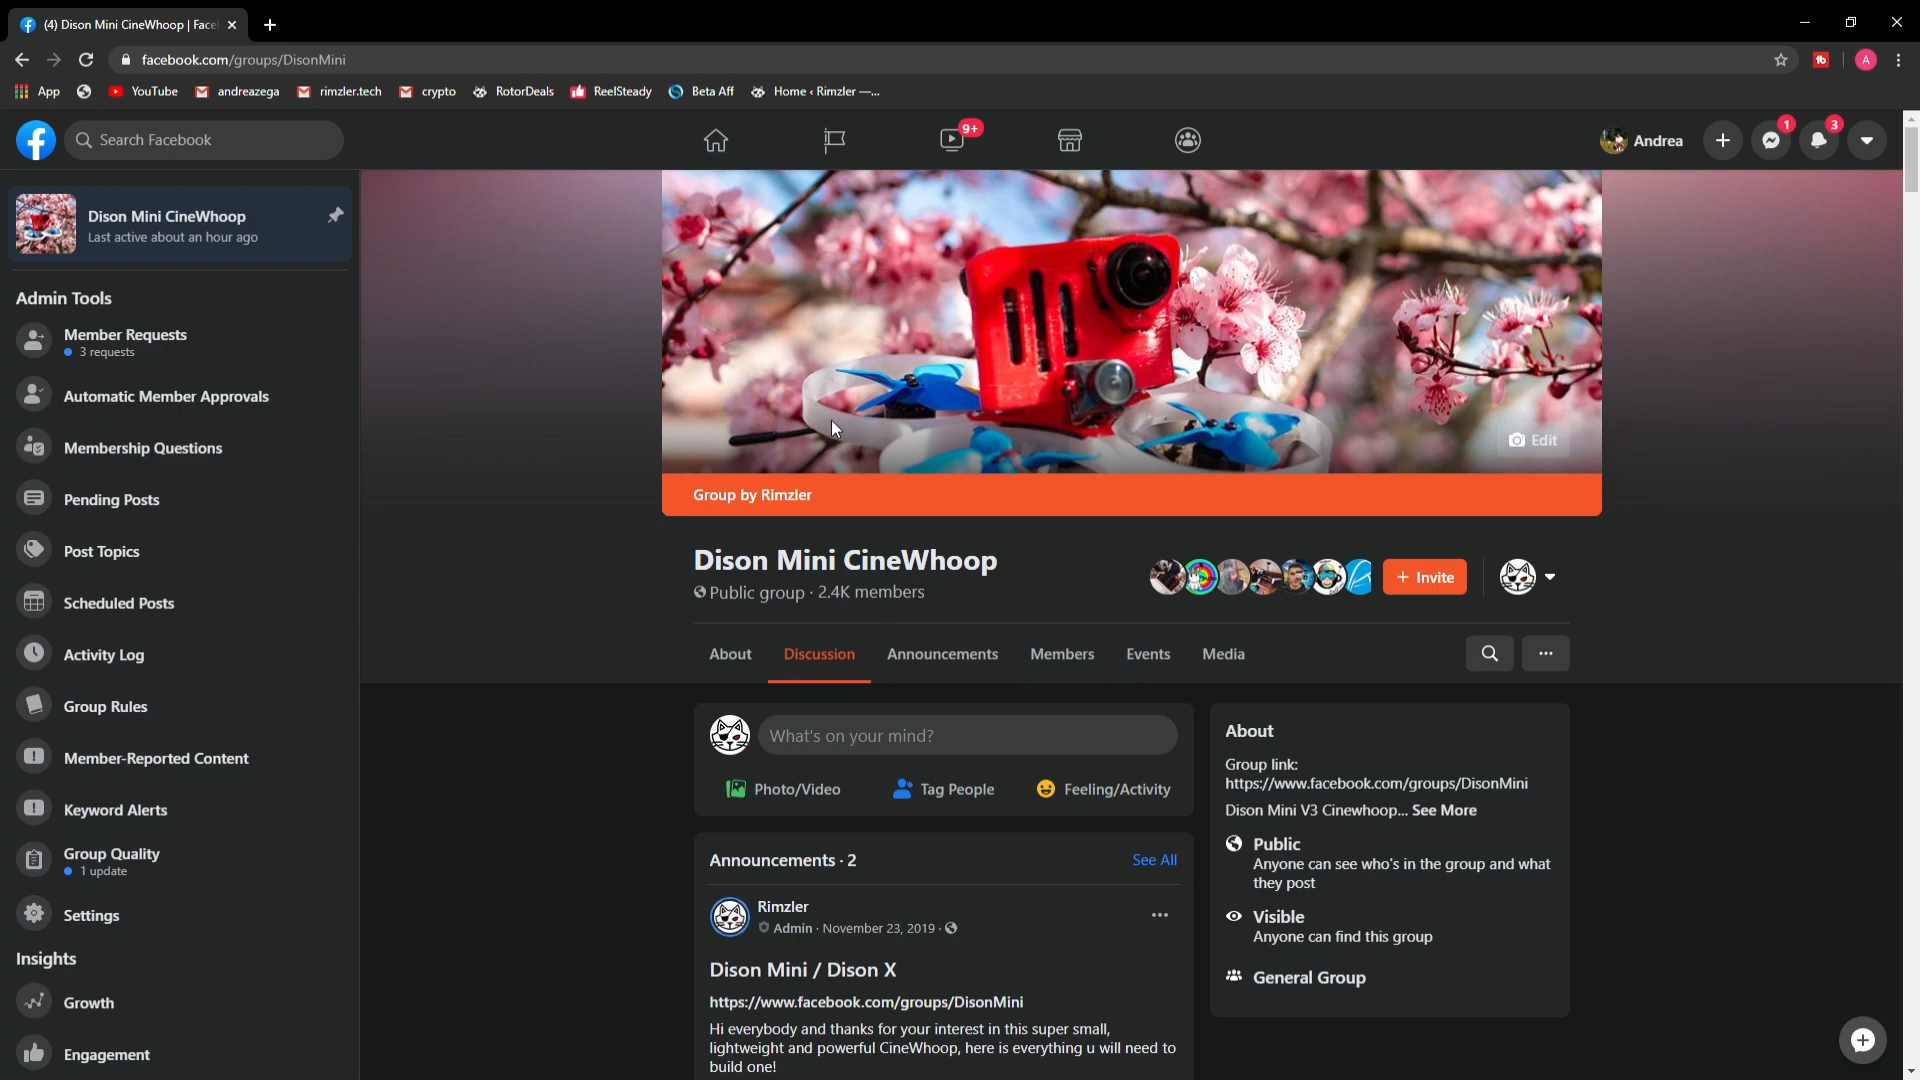 (4) Dison Mini CineWhoop | Face
facebook.com/groups/DisonMini
App
YouTube
andreazega
rimzler.tech
crypto
RotorDeals
ReelSteady
Beta Aff
Home ‹ Rimzler —...
A
Search Facebook
9+
Andrea
1
3
Dison Mini CineWhoop
Last active about an hour ago
Admin Tools
Member Requests
3 requests
Automatic Member Approvals
Membership Questions
Pending Posts
Post Topics
Scheduled Posts
Activity Log
Group Rules
Member-Reported Content
Keyword Alerts
Group Quality
1 update
Settings
Insights
Growth
Engagement
Edit
Group by Rimzler
Dison Mini CineWhoop
Public group · 2.4K members
+ Invite
About
Discussion
Announcements
Members
Events
Media
What's on your mind?
Photo/Video
Tag People
Feeling/Activity
Announcements · 2
See All
Rimzler
Admin · November 23, 2019 ·
Dison Mini / Dison X
https://www.facebook.com/groups/DisonMini
Hi everybody and thanks for your interest in this super small,
lightweight and powerful CineWhoop, here is everything u will need to
build one!
About
Group link:
https://www.facebook.com/groups/DisonMini
Dison Mini V3 Cinewhoop... See More
Public
Anyone can see who's in the group and what
they post
Visible
Anyone can find this group
General Group